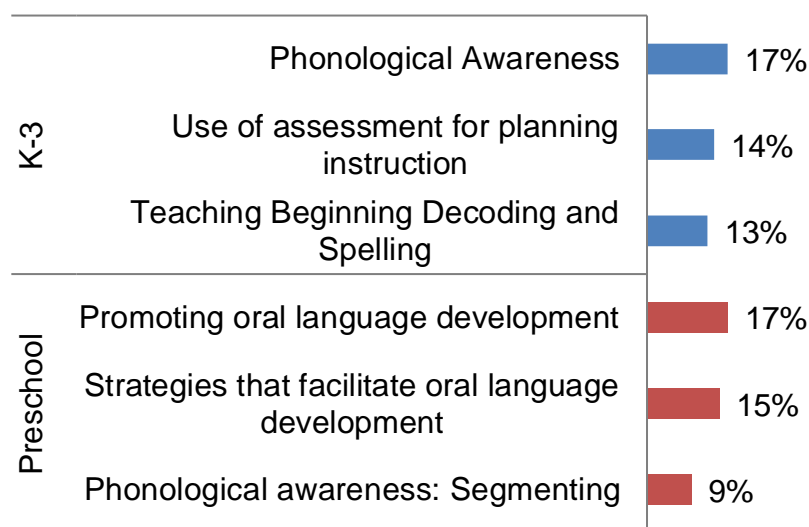 K-3
Phonological Awareness 17%
Use of assessment for planning
instruction 14%
Teaching Beginning Decoding and
Spelling 13%
Preschool
Promoting oral language development 17%
Strategies that facilitate oral language
development 15%
Phonological awareness: Segmenting 9%